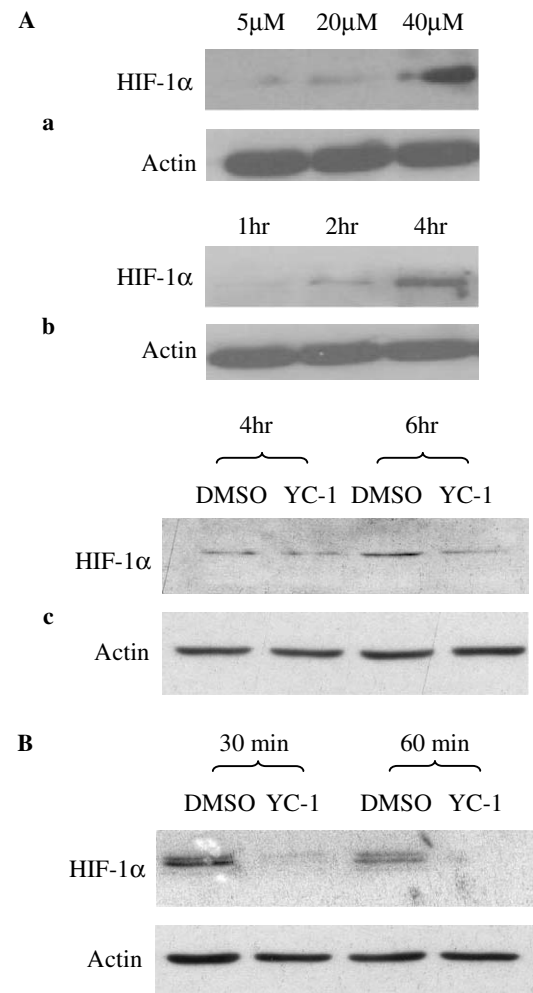 A
5μM 20μM 40μM
HIF-1α
a
Actin
1hr 2hr 4hr
HIF-1α
b
Actin
4hr 6hr
DMSO YC-1 DMSO YC-1
HIF-1α
c
Actin
B
30 min 60 min
DMSO YC-1 DMSO YC-1
HIF-1α
Actin